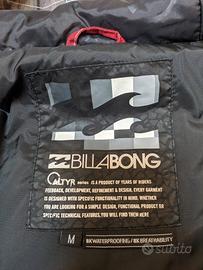 BILLABONG
QLTYR series IS A PRODUCT OF YEARS OF RIDERS
FEEDBACK, DEVELOPMENT, REFINEMENT & DESIGN, EVERY GARMENT
IS DESIGNED WITH SPECIFIC FUNCTIONALITY IN MIND. WHETHER
YOU ARE LOOKING FOR A SIMPLE DESIGN, FUNCTIONAL PRODUCT OR
SPECIFIC TECHNICAL FEATURES, YOU WILL FIND THEM HERE
M
8K WATERPROOFING / 8K BREATHABILITY
subito